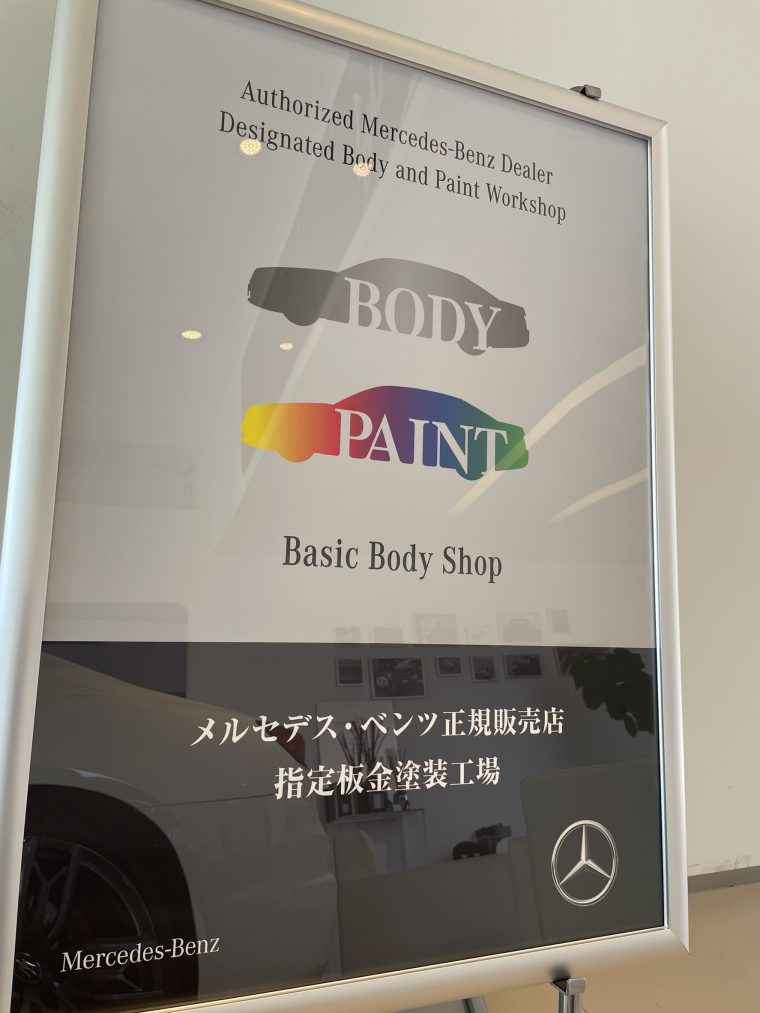 Authorized Mercedes-Benz Dealer
Designated Body and Paint Workshop
BODY
PAINT
Basic Body Shop
メルセデス・ベンツ正規販売店
指定板金塗装工場
Mercedes-Benz